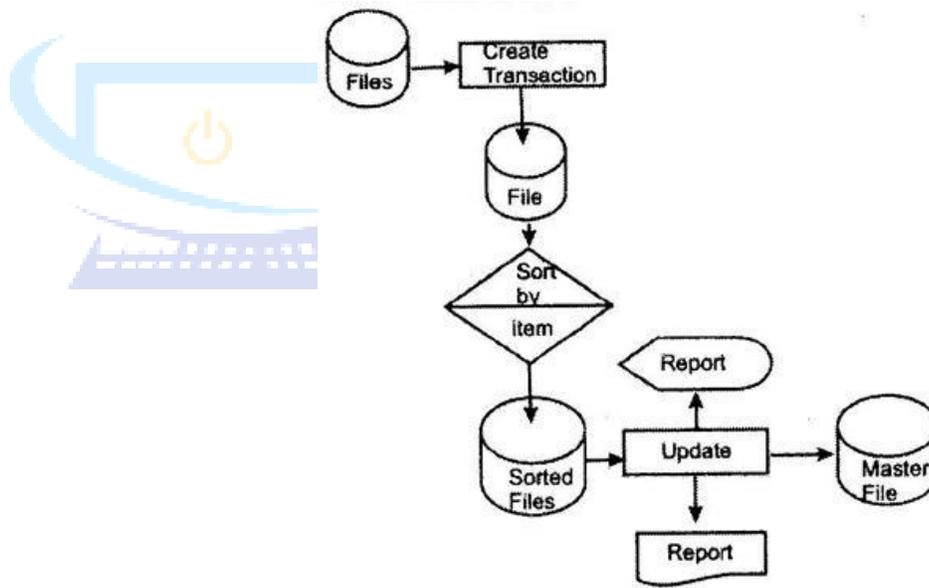 Files
Create
Transaction
File
Sort
by
item
Report
Sorted
Files
Update
Master
File
Report